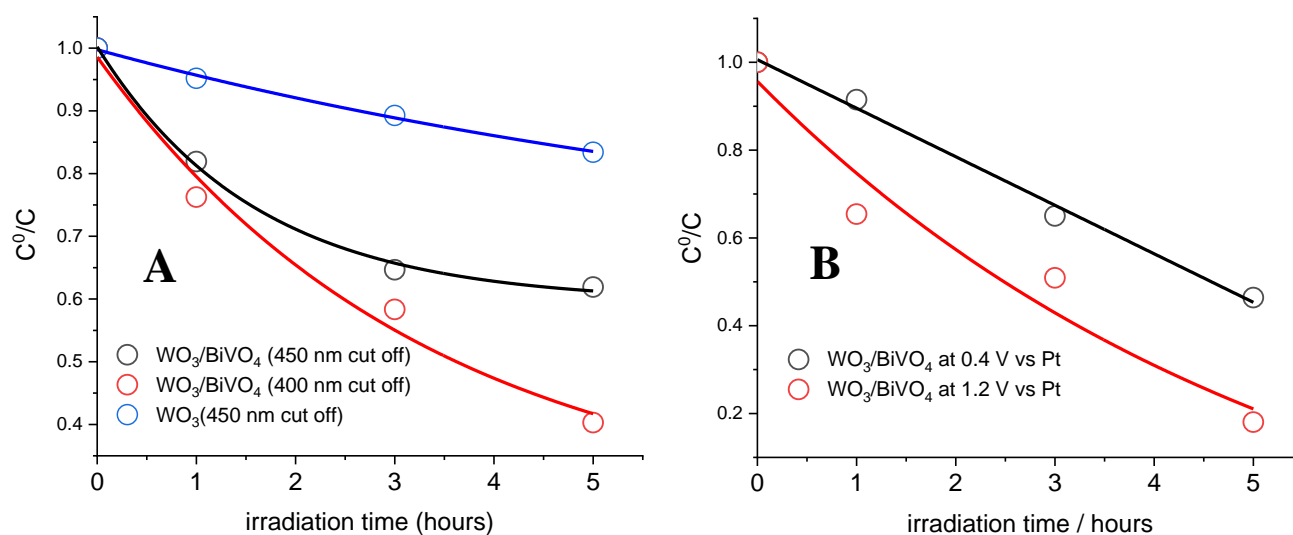 C⁰/C
1.0
0.9
0.8
0.7
0.6
0.5
0.4
A
WO₃/BiVO₄ (450 nm cut off)
WO₃/BiVO₄ (400 nm cut off)
WO₃(450 nm cut off)
0 1 2 3 4 5
irradiation time (hours)
C⁰/C
1.0
0.8
0.6
0.4
0.2
B
WO₃/BiVO₄ at 0.4 V vs Pt
WO₃/BiVO₄ at 1.2 V vs Pt
0 1 2 3 4 5
irradiation time / hours